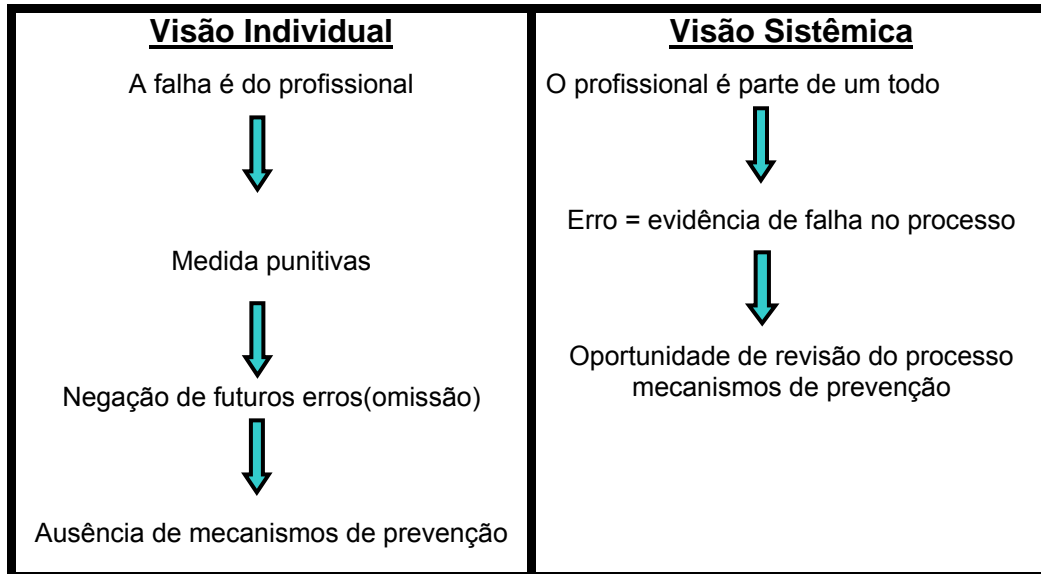 Visão Individual
A falha é do profissional
Medida punitivas
Negação de futuros erros(omissão)
Ausência de mecanismos de prevenção
Visão Sistêmica
O profissional é parte de um todo
Erro = evidência de falha no processo
Oportunidade de revisão do processo
mecanismos de prevenção